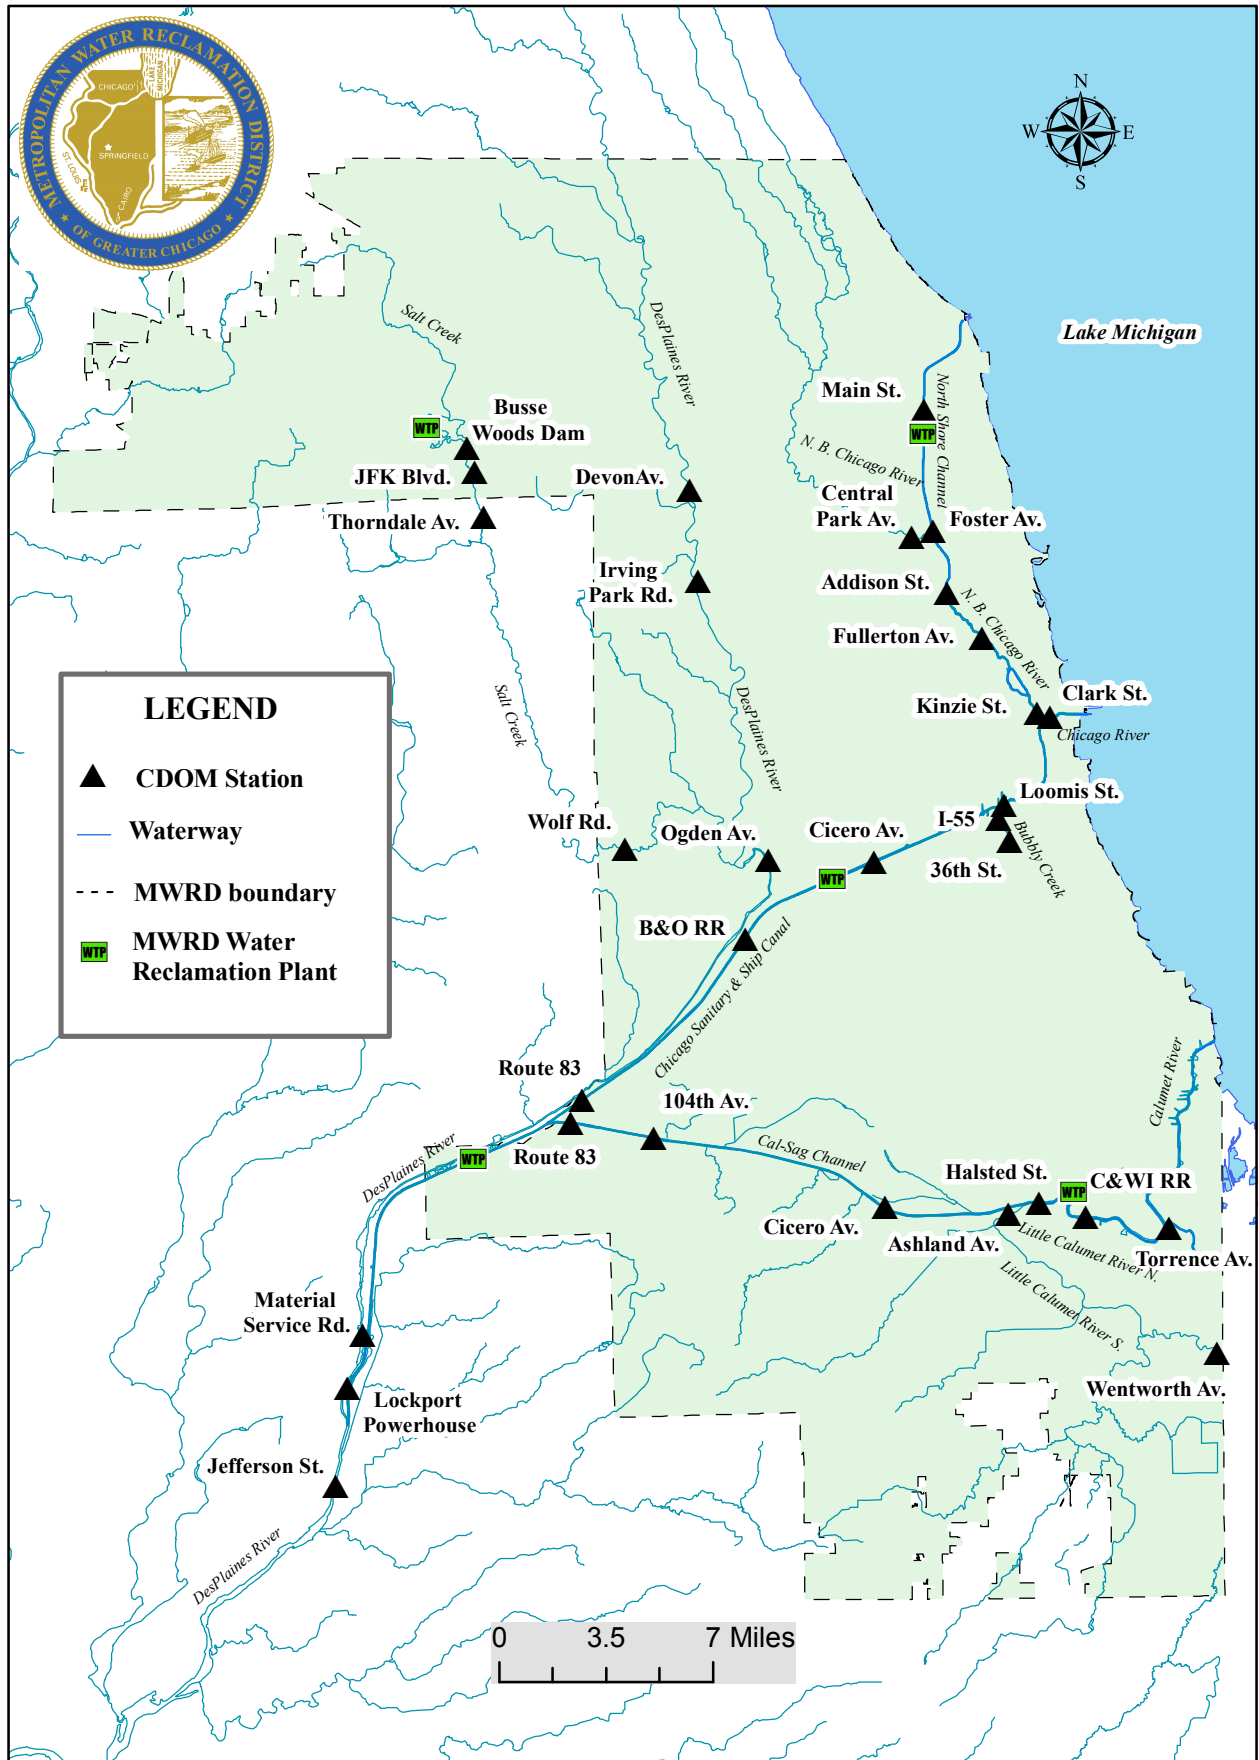 METROPOLITAN WATER RECLAMATION DISTRICT
OF GREATER CHICAGO
CHICAGO
LAKE
MICHIGAN
SPRINGFIELD
ST. LOUIS
CAIRO
N
W
E
S
Lake Michigan
Salt Creek
DesPlaines River
Main St.
North Shore Channel
WTP
Busse
Woods Dam
WTP
N. B. Chicago River
JFK Blvd.
DevonAv.
Central
Park Av.
Foster Av.
Thorndale Av.
Irving
Park Rd.
Addison St.
N. B. Chicago River
Fullerton Av.
LEGEND
CDOM Station
Waterway
MWRD boundary
WTP
MWRD Water
Reclamation Plant
Salt Creek
DesPlaines River
Kinzie St.
Clark St.
Chicago River
Loomis St.
I-55
Bubbly Creek
36th St.
Wolf Rd.
Ogden Av.
Cicero Av.
WTP
B&O RR
Chicago Sanitary & Ship Canal
Calumet River
Route 83
104th Av.
DesPlaines River
WTP
Route 83
Cal-Sag Channel
Halsted St.
WTP
C&WI RR
Cicero Av.
Ashland Av.
Little Calumet River N.
Torrence Av.
Little Calumet River S.
Material
Service Rd.
Wentworth Av.
Lockport
Powerhouse
Jefferson St.
DesPlaines River
0 3.5 7 Miles